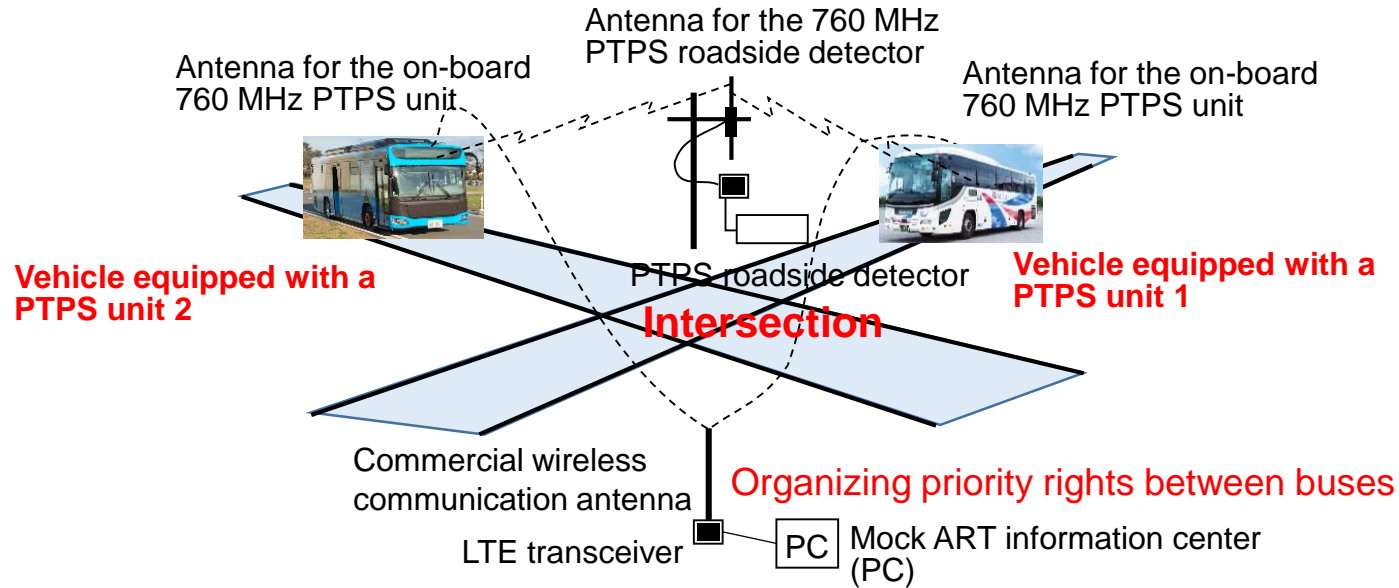 Antenna for the 760 MHz
PTPS roadside detector
Antenna for the on-board
760 MHz PTPS unit
Antenna for the on-board
760 MHz PTPS unit
Vehicle equipped with a
PTPS unit 2
PTPS roadside detector
Vehicle equipped with a
PTPS unit 1
Intersection
Commercial wireless
communication antenna
Organizing priority rights between buses
LTE transceiver
PC
Mock ART information center
(PC)